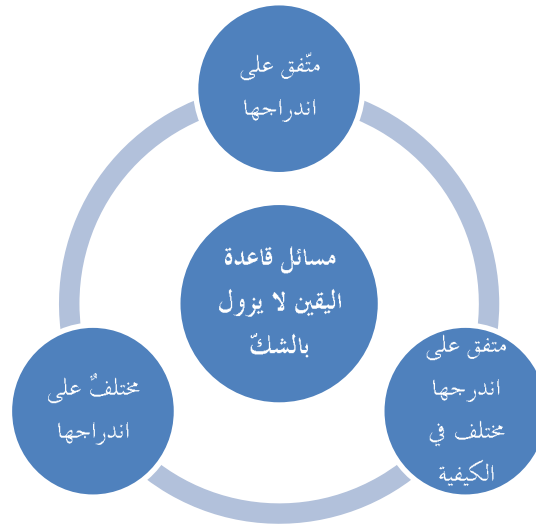 متّفق على
اندراجها
مسائل قاعدة
اليقين لا يزول
بالشكّ
متفق على
اندرجها
مختلف في
الكيفية
مختلفٌ على
اندراجها